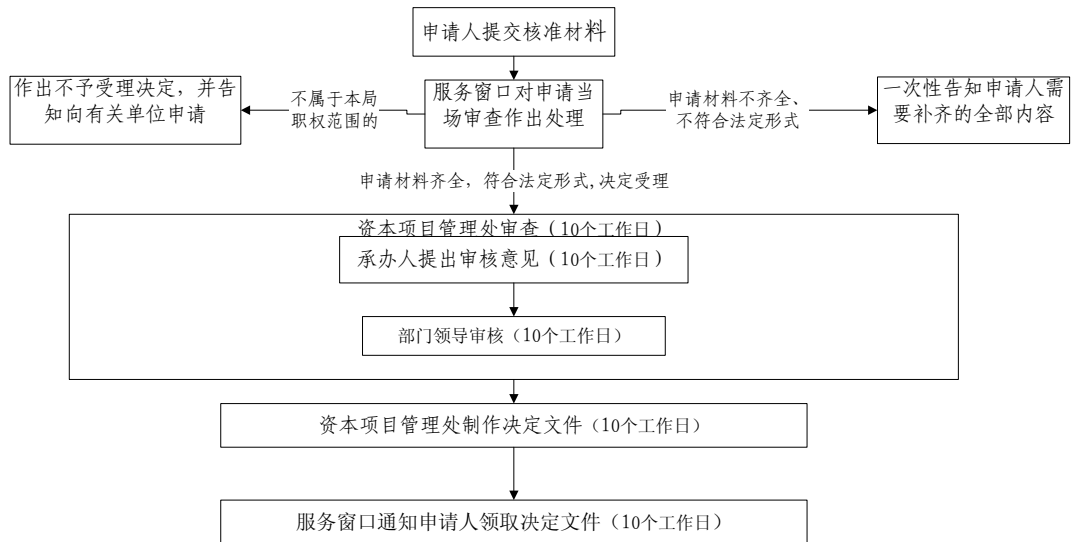 申请人提交核准材料
作出不予受理决定，并告
知向有关单位申请
不属于本局
职权范围的
服务窗口对申请当
场审查作出处理
申请材料不齐全、
不符合法定形式
一次性告知申请人需
要补齐的全部内容
申请材料齐全，符合法定形式,决定受理
资本项目管理处审查（10个工作日）
承办人提出审核意见（10个工作日）
部门领导审核（10个工作日）
资本项目管理处制作决定文件（10个工作日）
服务窗口通知申请人领取决定文件（10个工作日）